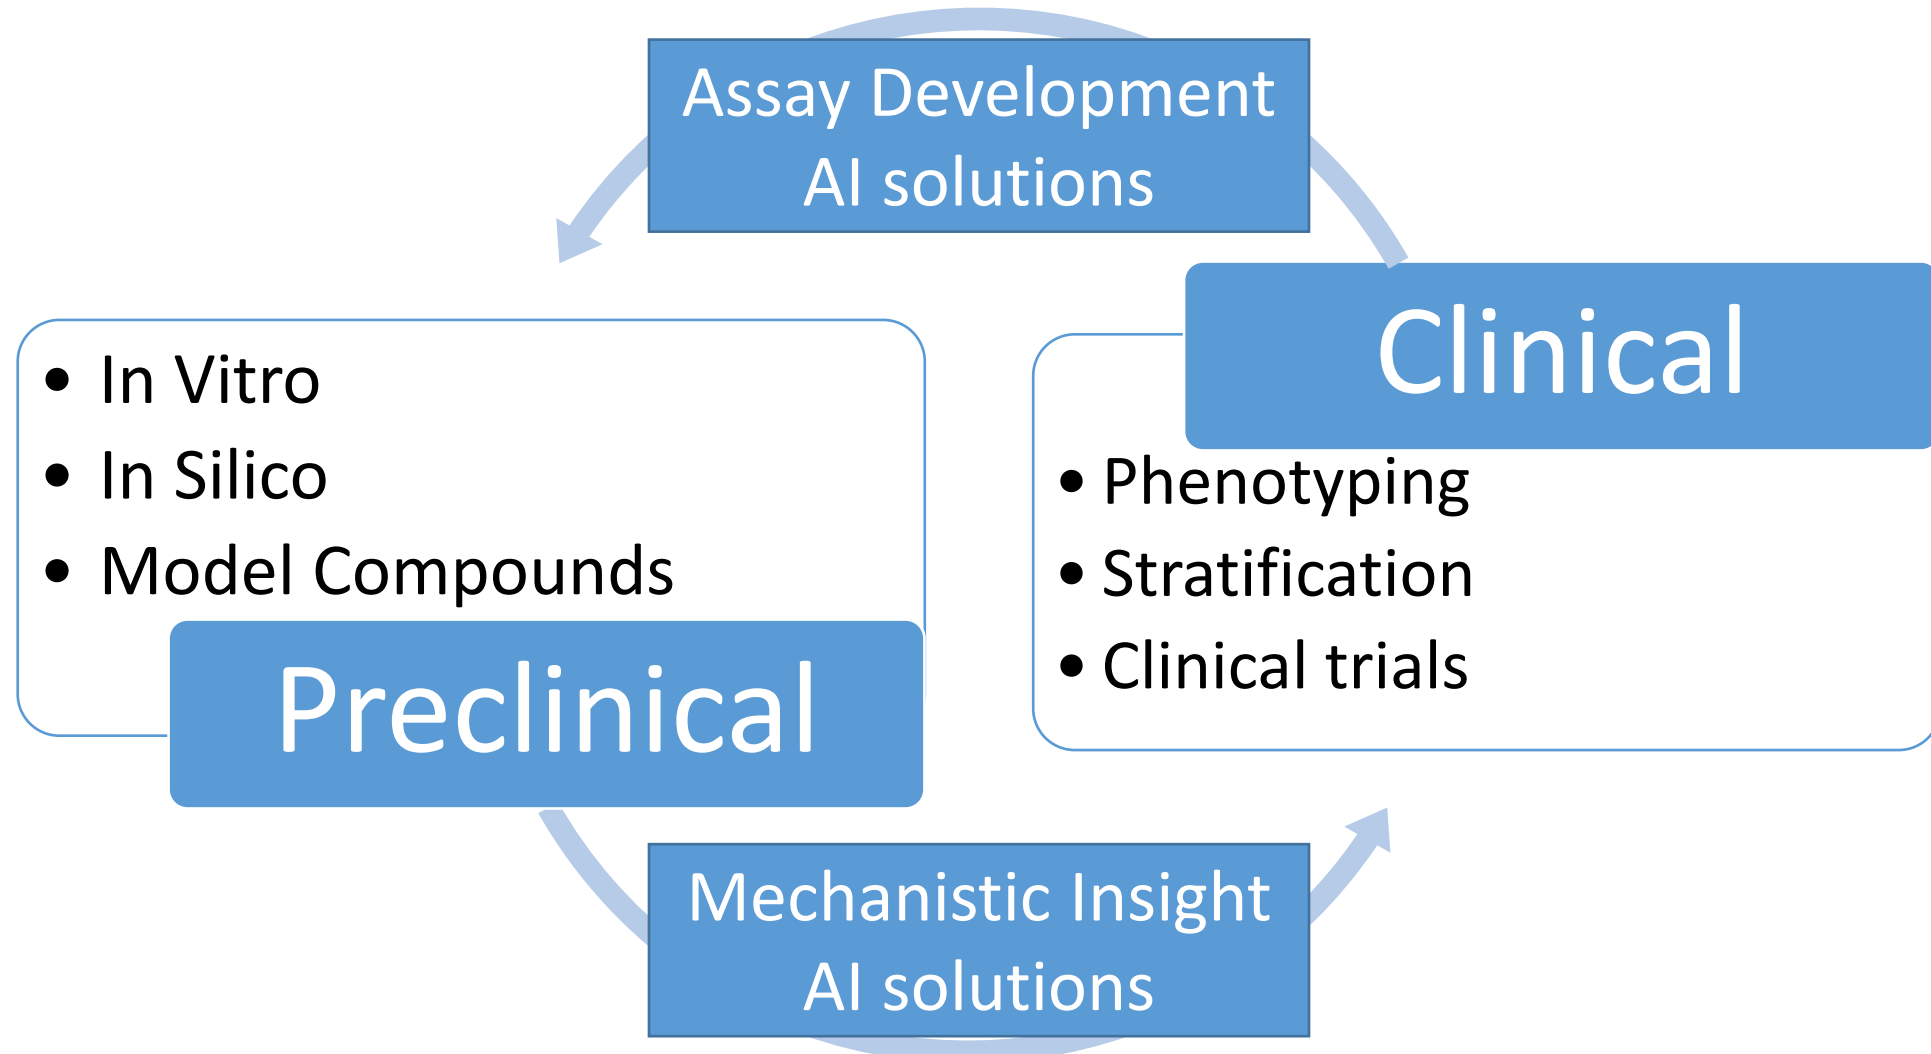 Assay Development
AI solutions
• In Vitro
• In Silico
• Model Compounds
Preclinical
Clinical
• Phenotyping
• Stratification
• Clinical trials
Mechanistic Insight
AI solutions